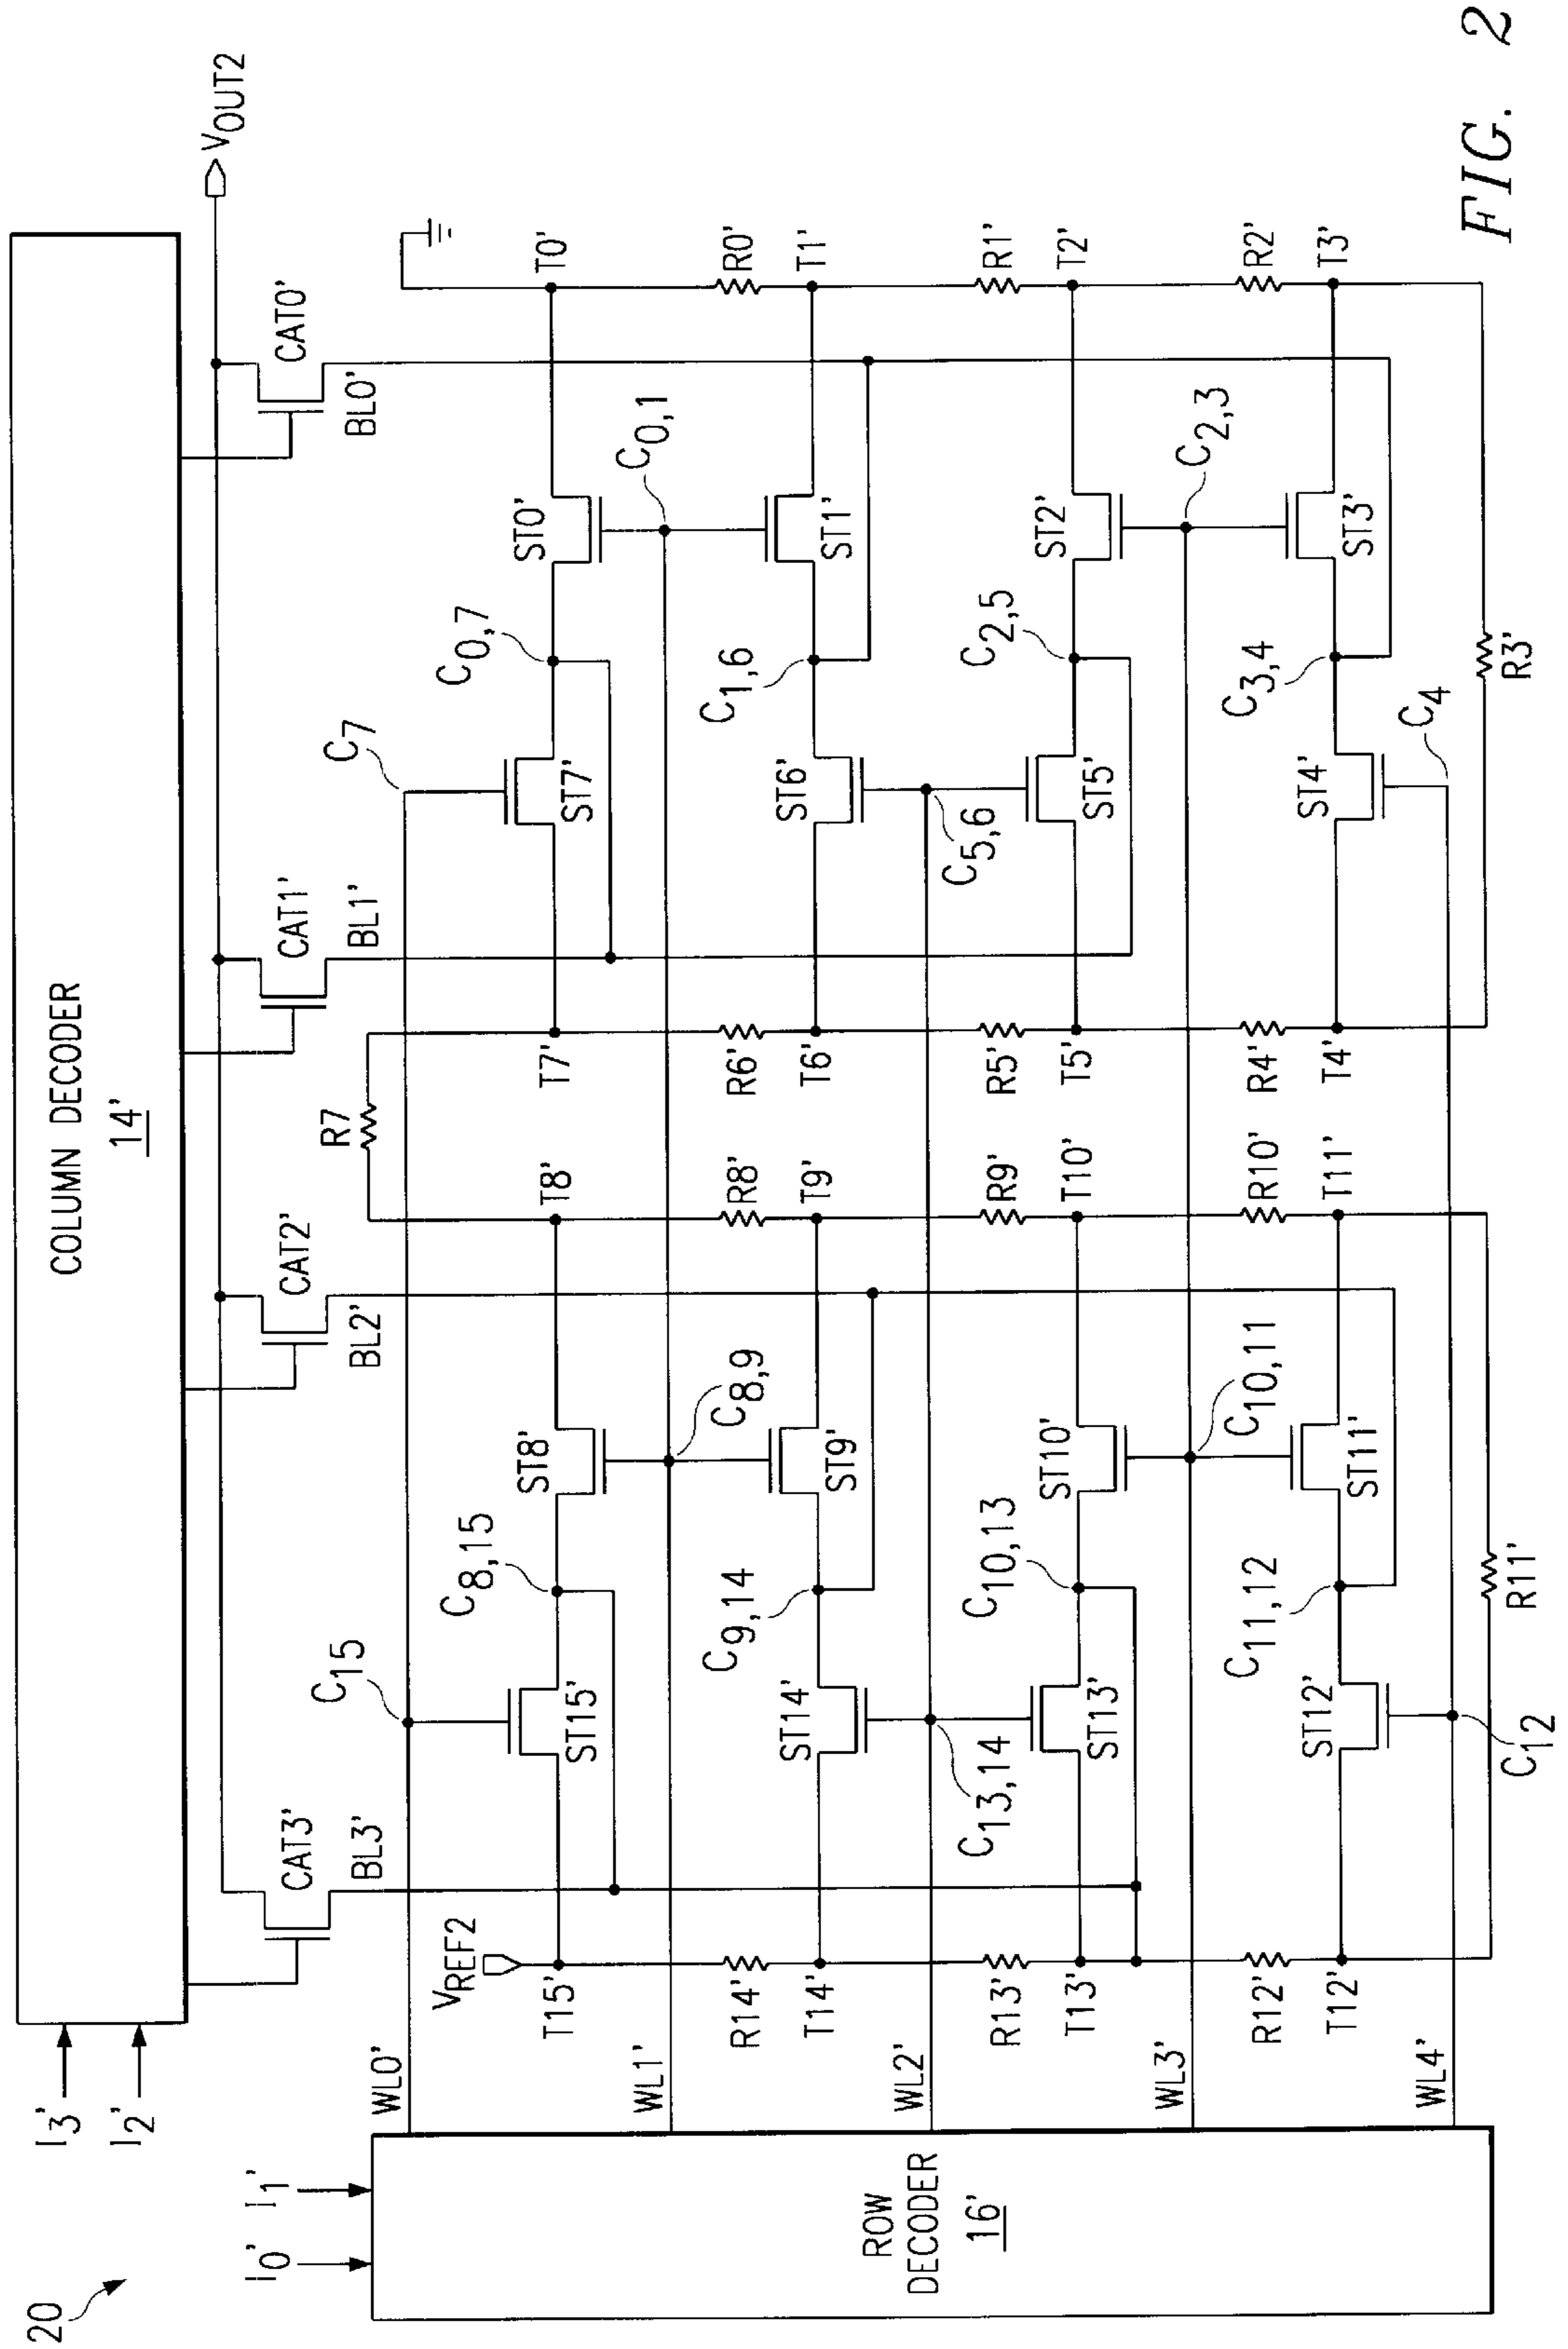 20
I3'
I2'
COLUMN DECODER
14'
VOUT2
CAT3'
CAT2'
CAT1'
CAT0'
BL3'
BL2'
BL1'
BL0'
R7
I0'
I1'
ROW
DECODER
16'
WL0'
WL1'
WL2'
WL3'
WL4'
VREF2
C15
C7
T15'
T8'
T7'
T0'
ST15'
C8,15
ST8'
ST7'
C0,7
ST0'
C8,9
C0,1
R14'
R8'
R6'
R0'
T14'
T9'
T6'
T1'
ST14'
C9,14
ST9'
ST6'
C1,6
ST1'
C13,14
C5,6
R13'
R9'
R5'
R1'
T13'
T10'
T5'
T2'
ST13'
C10,13
ST10'
ST5'
C2,5
ST2'
C10,11
C2,3
R12'
R10'
R4'
R2'
T12'
T11'
T4'
T3'
ST12'
C11,12
ST11'
ST4'
C3,4
ST3'
C12
C4
R11'
R3'
FIG. 2